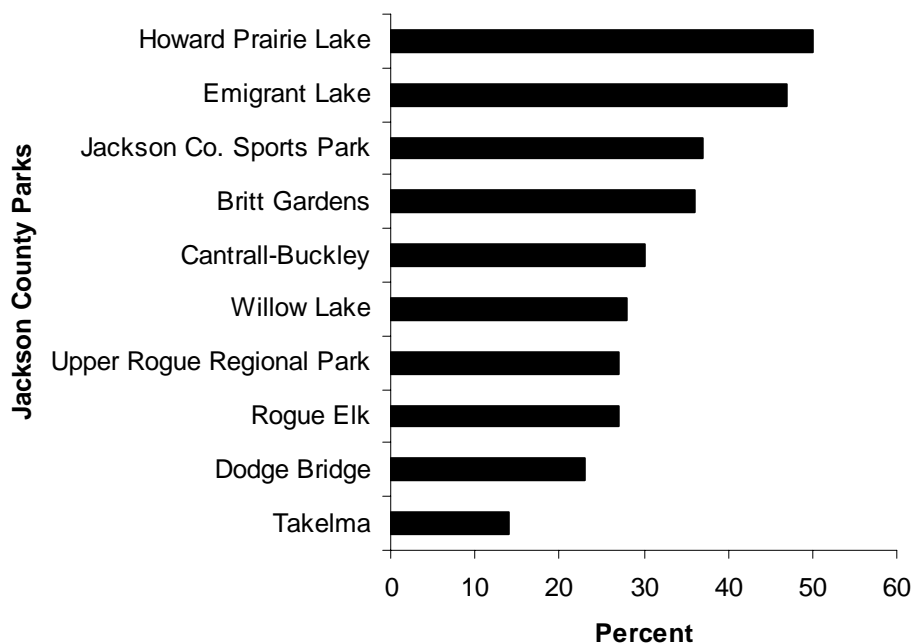 Jackson County Parks
Howard Prairie Lake
Emigrant Lake
Jackson Co. Sports Park
Britt Gardens
Cantrall-Buckley
Willow Lake
Upper Rogue Regional Park
Rogue Elk
Dodge Bridge
Takelma
0 10 20 30 40 50 60
Percent